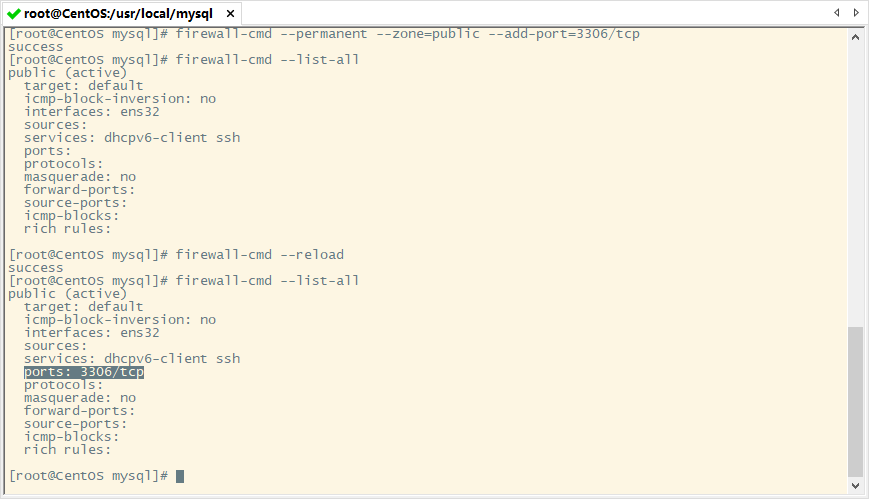 root@CentOS:/usr/local/mysql
[root@CentOS mysql]# firewall-cmd --permanent --zone=public --add-port=3306/tcp
success
[root@CentOS mysql]# firewall-cmd --list-all
public (active)
  target: default
  icmp-block-inversion: no
  interfaces: ens32
  sources:
  services: dhcpv6-client ssh
  ports:
  protocols:
  masquerade: no
  forward-ports:
  source-ports:
  icmp-blocks:
  rich rules:

[root@CentOS mysql]# firewall-cmd --reload
success
[root@CentOS mysql]# firewall-cmd --list-all
public (active)
  target: default
  icmp-block-inversion: no
  interfaces: ens32
  sources:
  services: dhcpv6-client ssh
  ports: 3306/tcp
  protocols:
  masquerade: no
  forward-ports:
  source-ports:
  icmp-blocks:
  rich rules:

[root@CentOS mysql]#